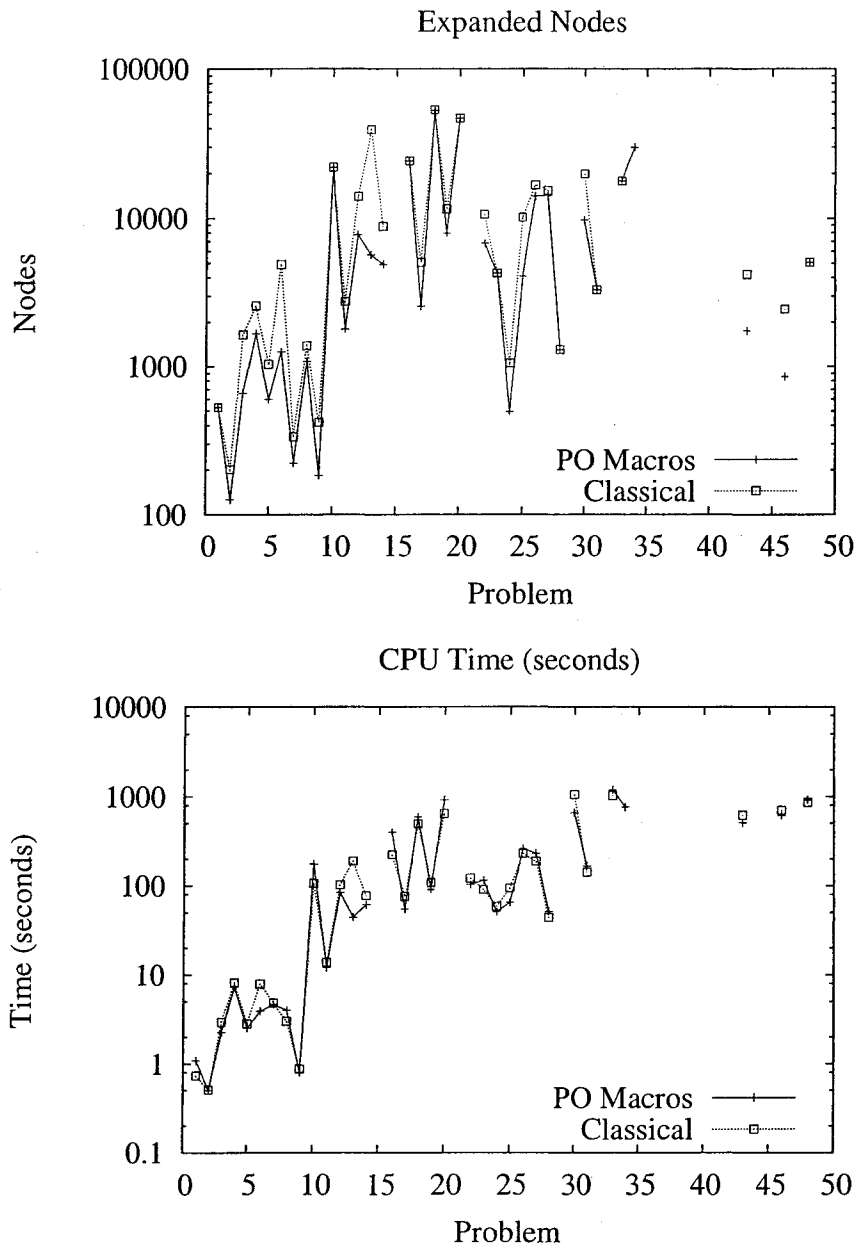 Expanded Nodes
100000
10000
1000
100
Nodes
0 5 10 15 20 25 30 35 40 45 50
Problem
PO Macros
Classical
CPU Time (seconds)
10000
1000
100
10
1
0.1
Time (seconds)
0 5 10 15 20 25 30 35 40 45 50
Problem
PO Macros
Classical